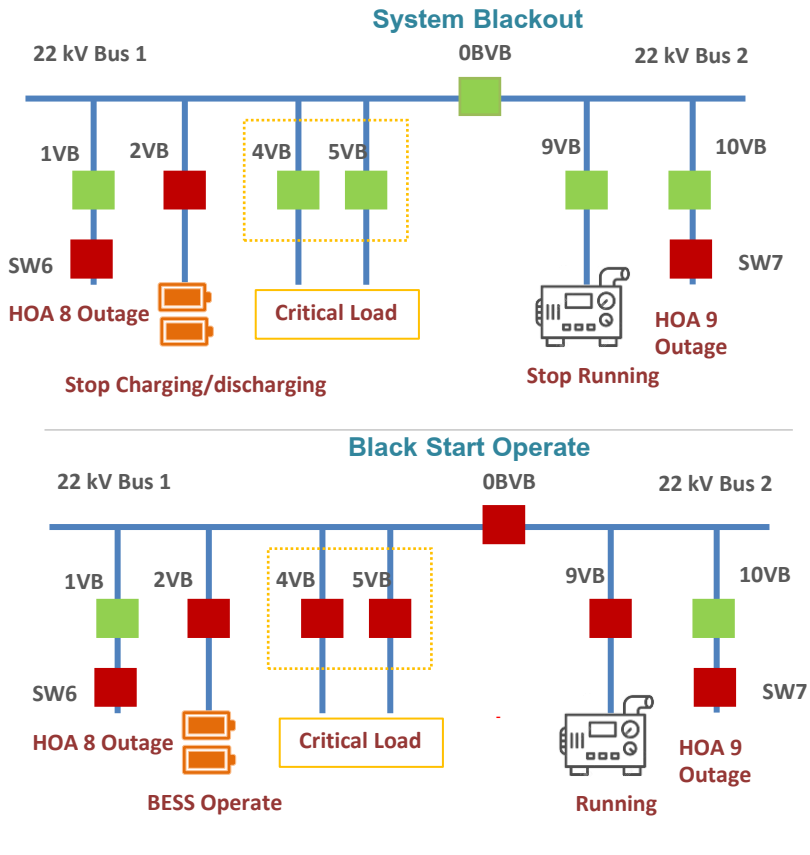 System Blackout
22 kV Bus 1
0BVB
22 kV Bus 2
1VB
2VB
4VB
5VB
9VB
10VB
SW6
SW7
HOA 8 Outage
Critical Load
HOA 9
Outage
Stop Charging/discharging
Stop Running
Black Start Operate
22 kV Bus 1
0BVB
22 kV Bus 2
1VB
2VB
4VB
5VB
9VB
10VB
SW6
SW7
HOA 8 Outage
Critical Load
HOA 9
Outage
BESS Operate
Running